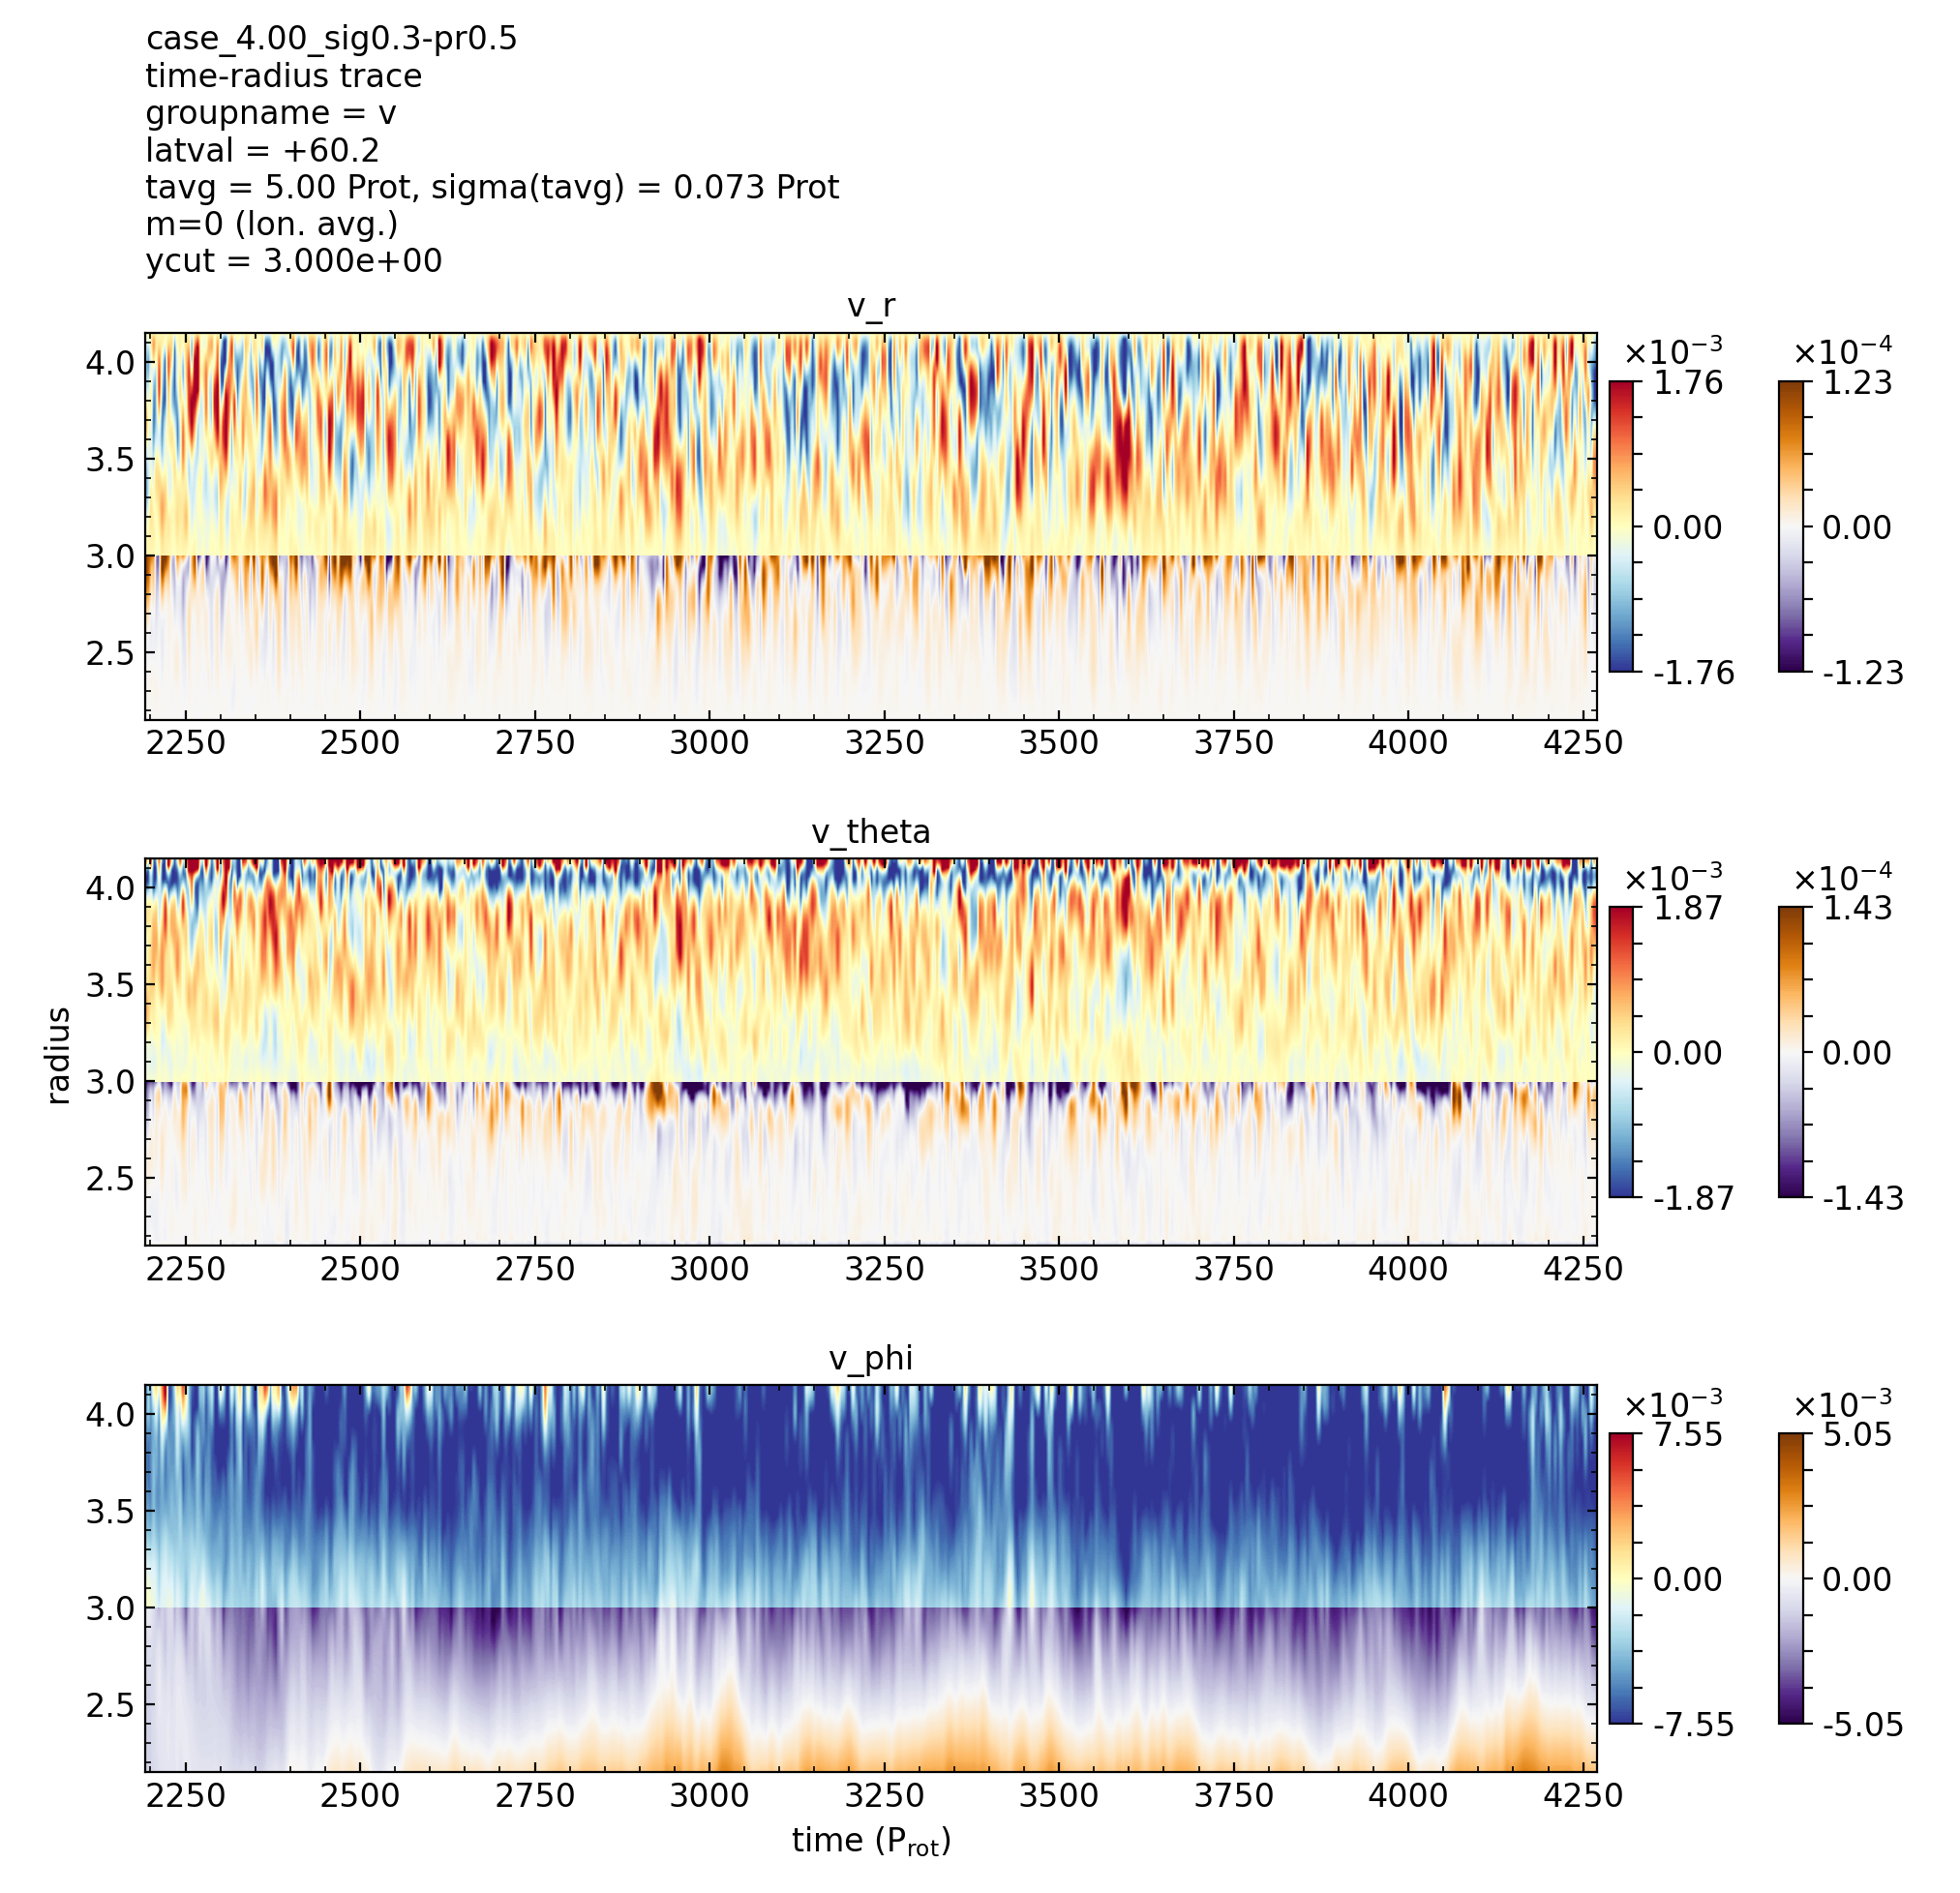 case_4.00_sig0.3-pr0.5
time-radius trace
groupname = v
latval = +60.2
tavg = 5.00 Prot, sigma(tavg) = 0.073 Prot
m=0 (lon. avg.)
ycut = 3.000e+00
v_r
4.0
3.5
3.0
2.5
2250 2500 2750 3000 3250 3500 3750 4000 4250
×10⁻³
1.76
0.00
-1.76
×10⁻⁴
1.23
0.00
-1.23
v_theta
radius
4.0
3.5
3.0
2.5
2250 2500 2750 3000 3250 3500 3750 4000 4250
×10⁻³
1.87
0.00
-1.87
×10⁻⁴
1.43
0.00
-1.43
v_phi
4.0
3.5
3.0
2.5
2250 2500 2750 3000 3250 3500 3750 4000 4250
time (P_rot)
×10⁻³
7.55
0.00
-7.55
×10⁻³
5.05
0.00
-5.05